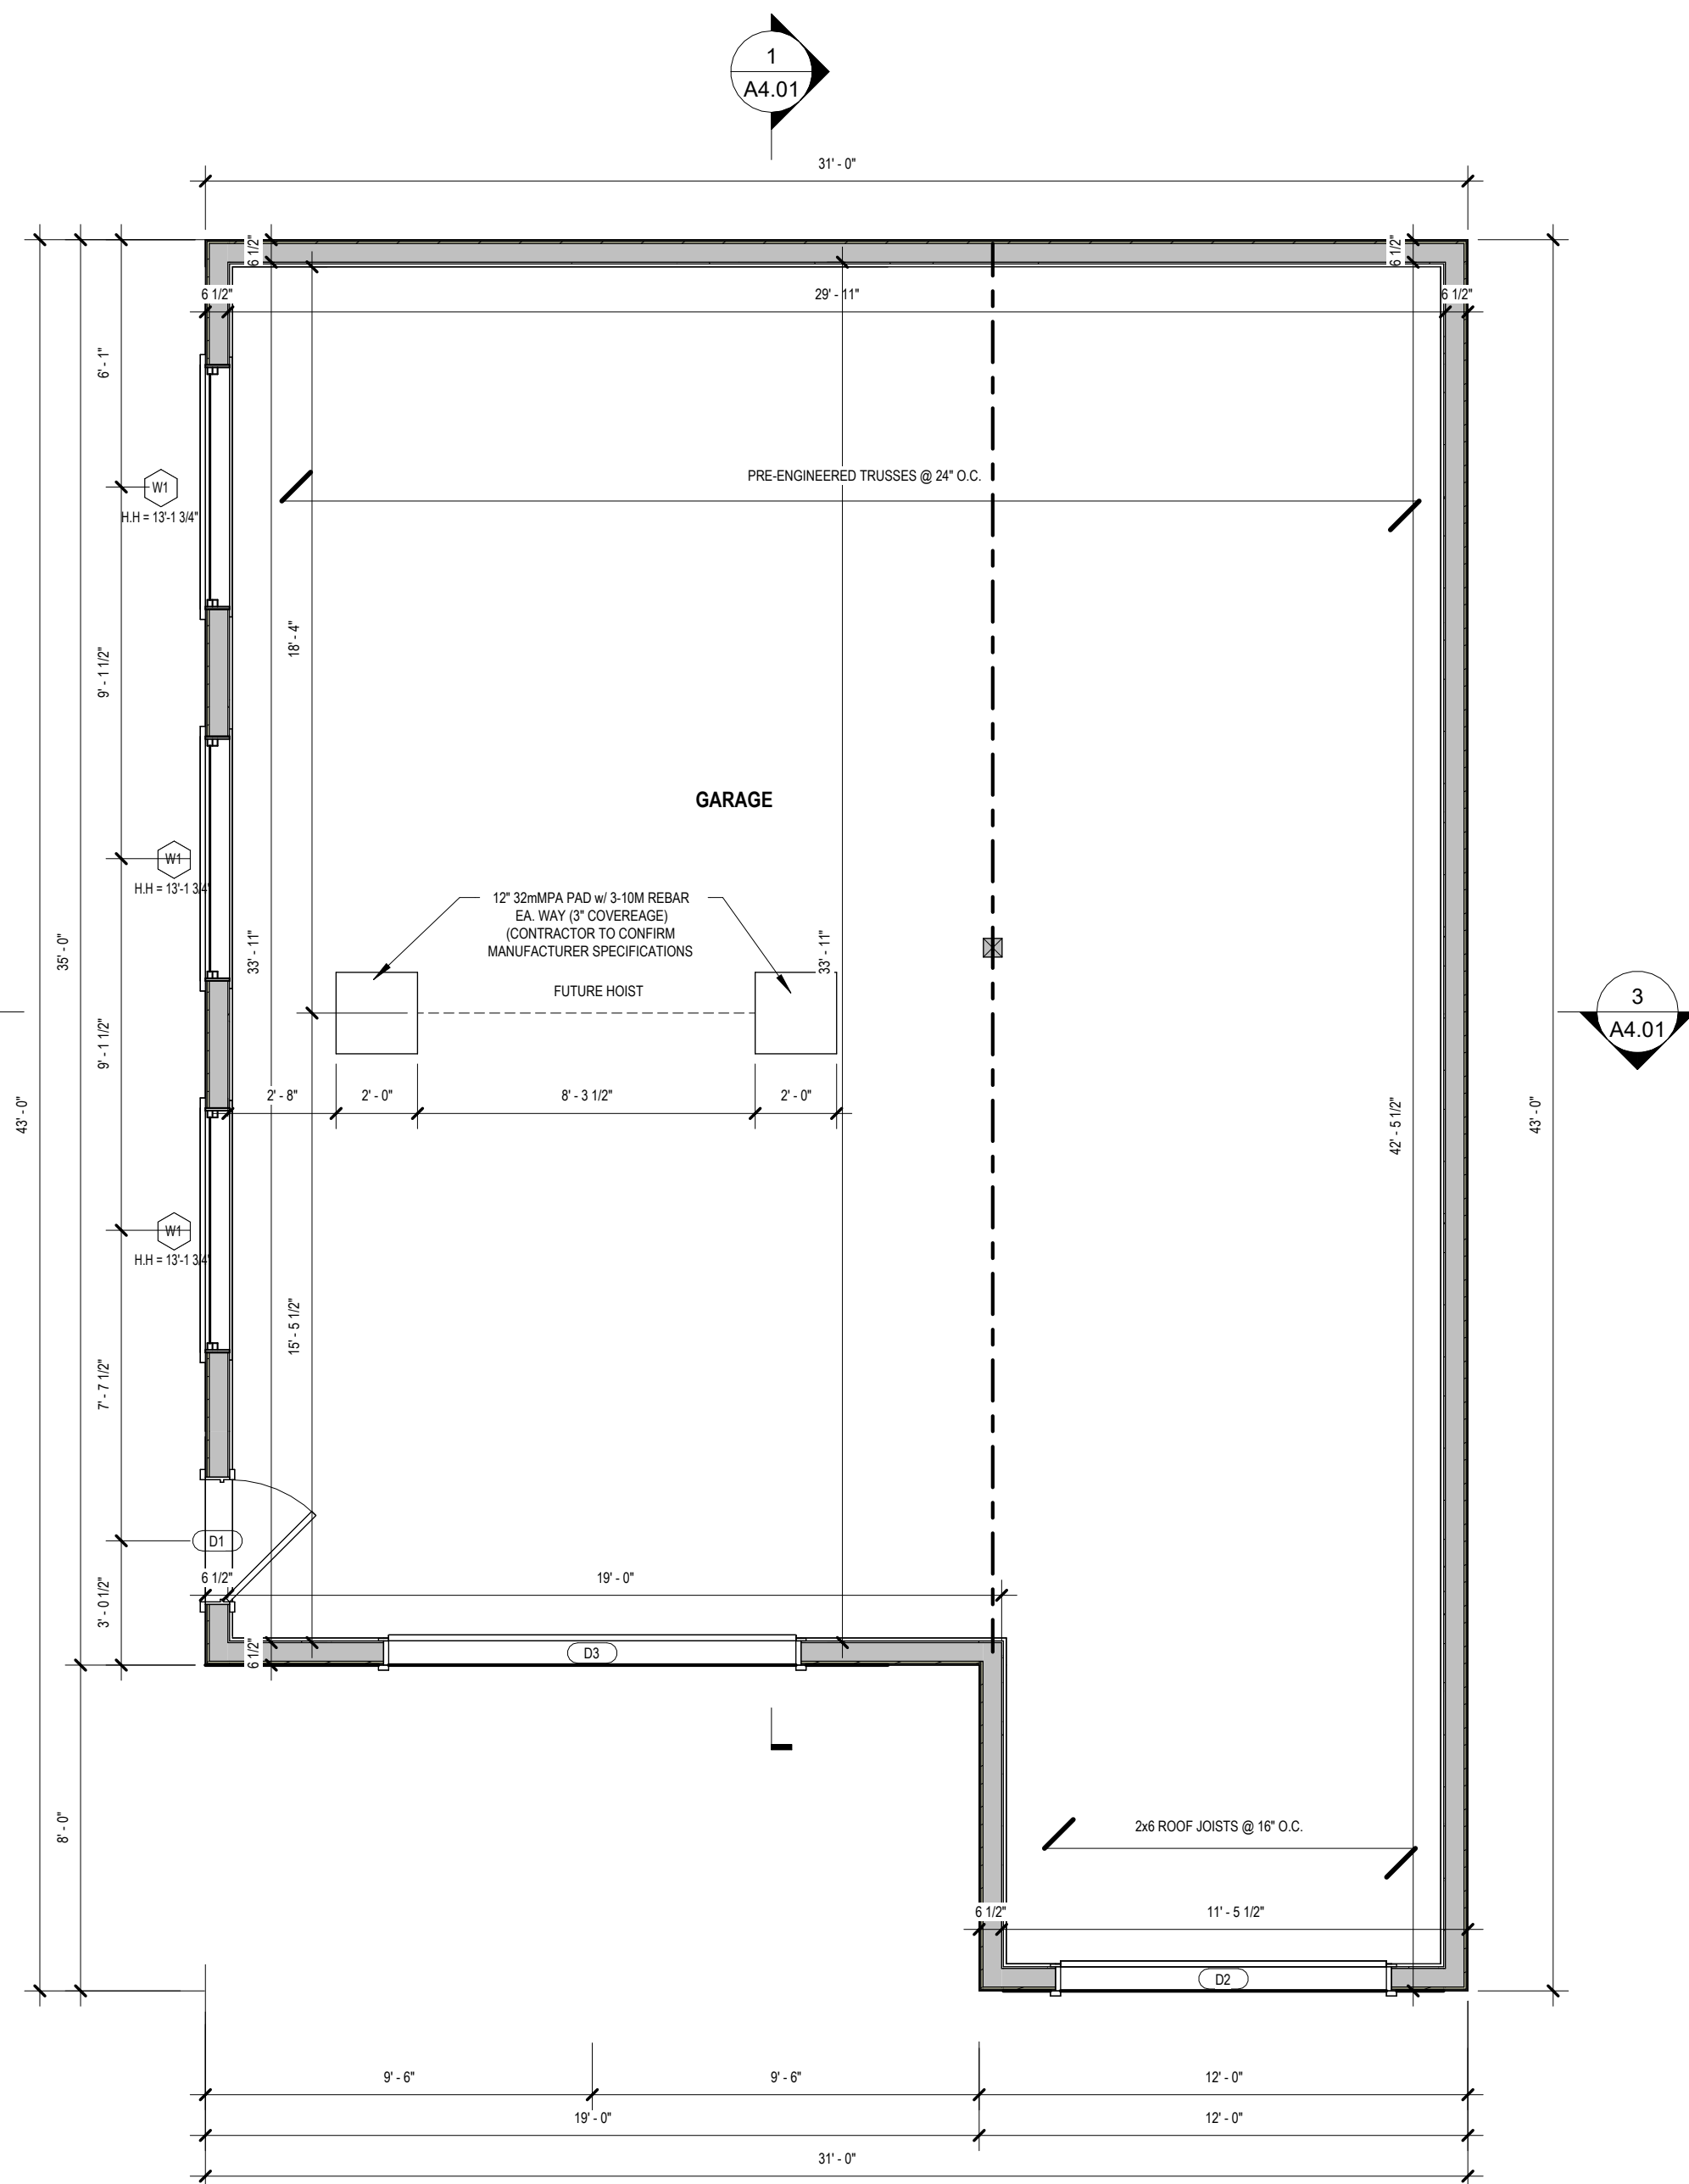 1
A4.01
31' - 0"
6 1/2"
6 1/2"
6 1/2"
29' - 11"
6 1/2"
6' - 1"
PRE-ENGINEERED TRUSSES @ 24" O.C.
W1
H.H = 13'-1 3/4"
18' - 4"
9' - 1 1/2"
GARAGE
W1
H.H = 13'-1 3/4"
12" 32mMPA PAD w/ 3-10M REBAR
EA. WAY (3" COVEREAGE)
(CONTRACTOR TO CONFIRM
MANUFACTURER SPECIFICATIONS
35' - 0"
33' - 11"
33' - 11"
FUTURE HOIST
3
A4.01
9' - 1 1/2"
43' - 0"
2' - 8"
2' - 0"
8' - 3 1/2"
2' - 0"
42' - 5 1/2"
43' - 0"
W1
H.H = 13'-1 3/4"
15' - 5 1/2"
7' - 7 1/2"
D1
6 1/2"
19' - 0"
3' - 0 1/2"
6 1/2"
D3
8' - 0"
2x6 ROOF JOISTS @ 16" O.C.
6 1/2"
11' - 5 1/2"
D2
9' - 6"
9' - 6"
12' - 0"
19' - 0"
12' - 0"
31' - 0"